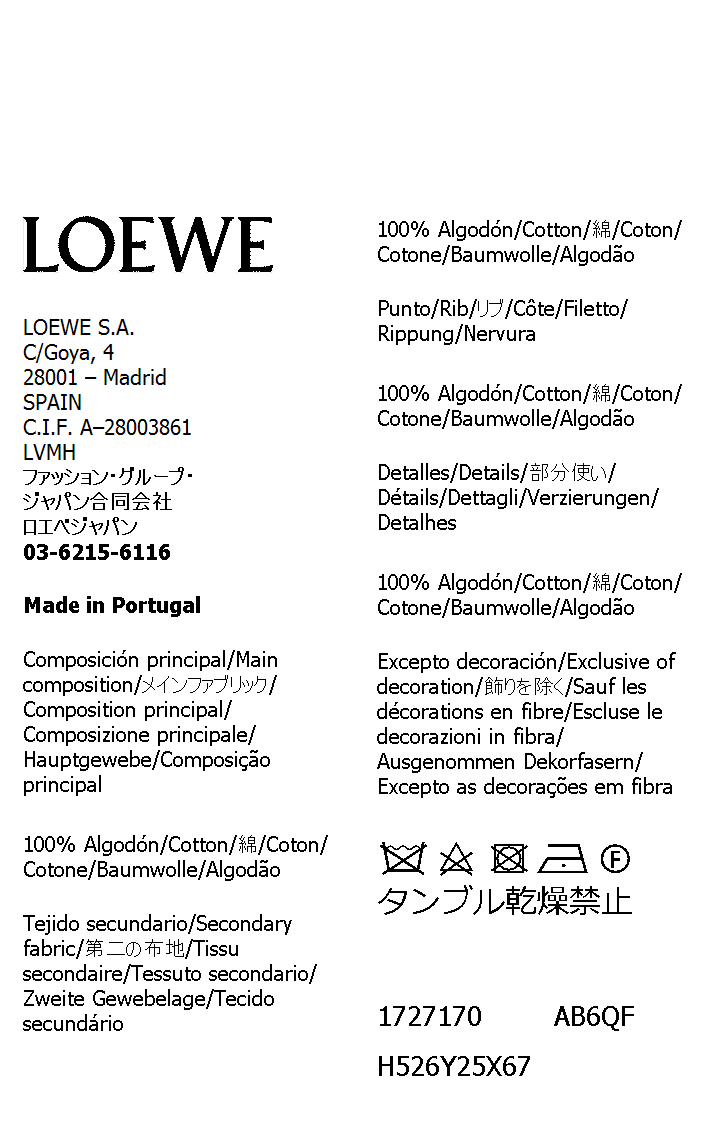 LOEWE
LOEWE S.A.
C/Goya, 4
28001 – Madrid
SPAIN
C.I.F. A–28003861
LVMH
ファッション・グループ・
ジャパン合同会社
ロエベジャパン
03-6215-6116
Made in Portugal
Composición principal/Main
composition/メインファブリック/
Composition principal/
Composizione principale/
Hauptgewebe/Composição
principal
100% Algodón/Cotton/綿/Coton/
Cotone/Baumwolle/Algodão
Tejido secundario/Secondary
fabric/第二の布地/Tissu
secondaire/Tessuto secondario/
Zweite Gewebelage/Tecido
secundário
100% Algodón/Cotton/綿/Coton/
Cotone/Baumwolle/Algodão
Punto/Rib/リブ/Côte/Filetto/
Rippung/Nervura
100% Algodón/Cotton/綿/Coton/
Cotone/Baumwolle/Algodão
Detalles/Details/部分使い/
Détails/Dettagli/Verzierungen/
Detalhes
100% Algodón/Cotton/綿/Coton/
Cotone/Baumwolle/Algodão
Excepto decoración/Exclusive of
decoration/飾りを除く/Sauf les
décorations en fibre/Escluse le
decorazioni in fibra/
Ausgenommen Dekorfasern/
Excepto as decorações em fibra
F
タンブル乾燥禁止
1727170 AB6QF
H526Y25X67